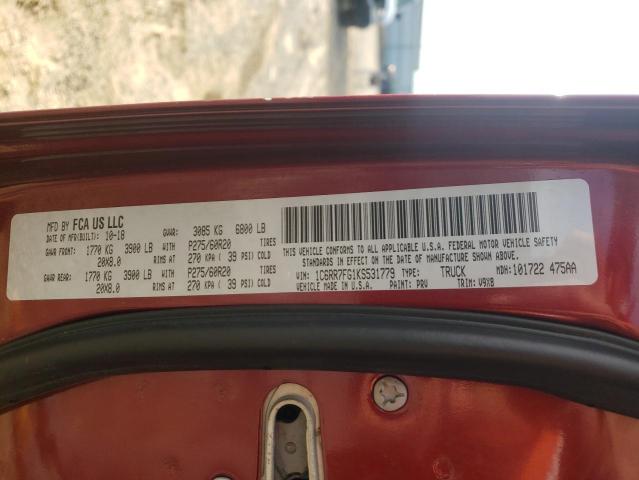 MFD BY FCA US LLC
DATE OF MFR(BUILT): 10-18 GVWR: 3085 KG 6800 LB
GAWR FRONT: 1770 KG 3900 LB WITH P275/60R20 TIRES
20X8.0 RIMS AT 270 KPA ( 39 PSI) COLD
GAWR REAR: 1770 KG 3900 LB WITH P275/60R20 TIRES
20X8.0 RIMS AT 270 KPA ( 39 PSI) COLD
THIS VEHICLE CONFORMS TO ALL APPLICABLE U.S.A. FEDERAL MOTOR VEHICLE SAFETY
STANDARDS IN EFFECT ON THE DATE OF MANUFACTURE SHOWN ABOVE.
VIN: 1C6RR7FG1KS531779 TYPE: TRUCK MDH: 101722 475AA
VEHICLE MADE IN U.S.A. PAINT: PRV TRIM: V9X8